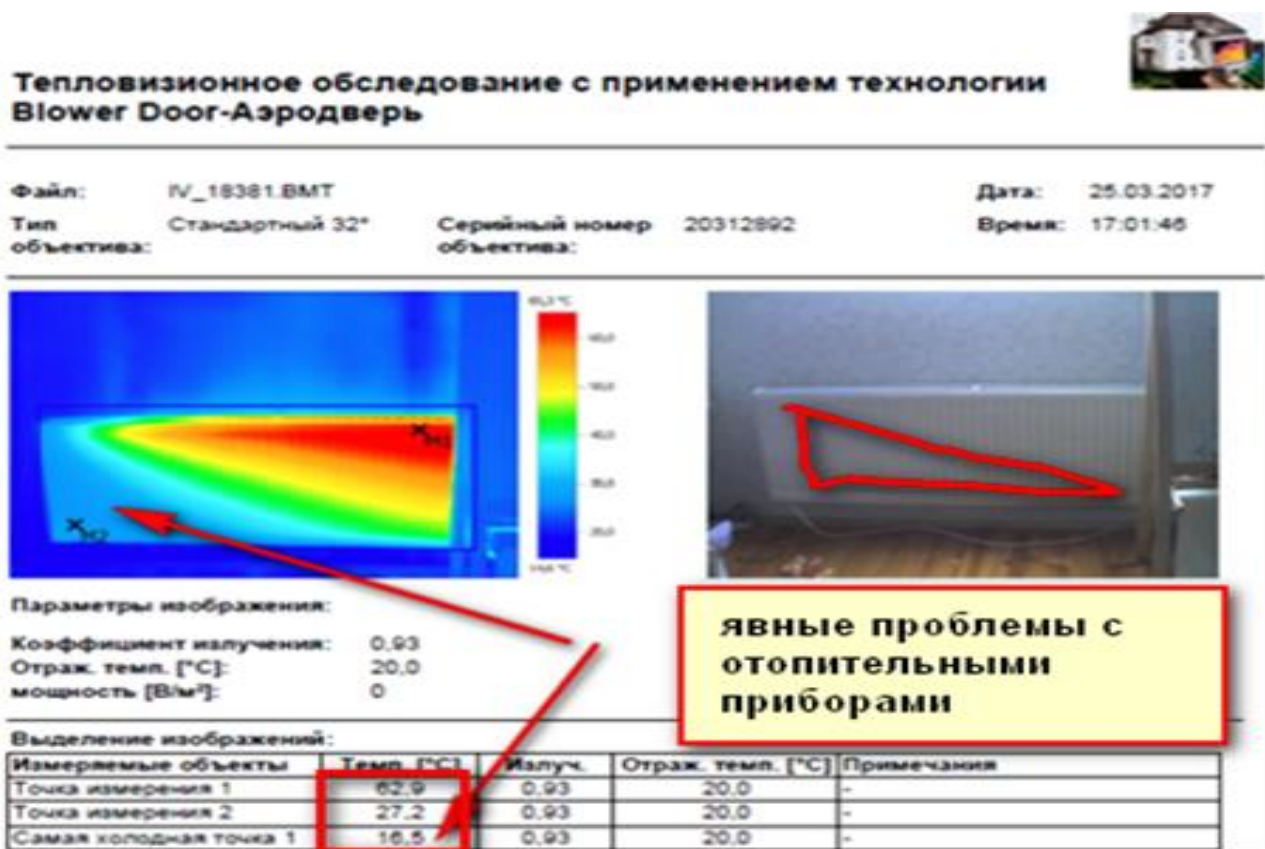 Тепловизионное обследование с применением технологии
Blower Door-Аэродверь
Файл: IV_18381.BMT Дата: 25.03.2017
Тип объектива: Стандартный 32° Серийный номер объектива: 20312892 Время: 17:01:46
M1
M2
Параметры изображения:
Коэффициент излучения: 0,93
Отраж. темп. [°C]: 20,0
мощность [В/м²]: 0
явные проблемы с
отопительными
приборами
Выделение изображений:
Измеряемые объекты Темп. [°C] Излуч. Отраж. темп. [°C] Примечания
Точка измерения 1 62,9 0,93 20,0 -
Точка измерения 2 27,2 0,93 20,0 -
Самая холодная точка 1 16,5 0,93 20,0 -